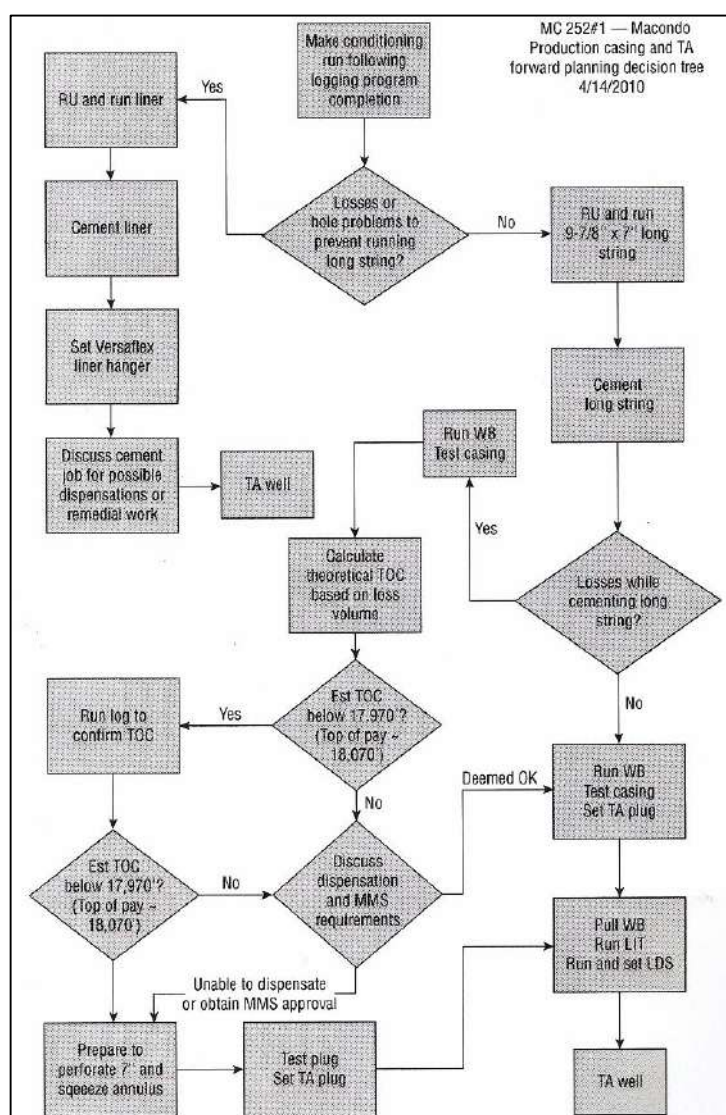 MC 252#1 — Macondo
Production casing and TA
forward planning decision tree
4/14/2010
Make conditioning
run following
logging program
completion
Losses or
hole problems to
prevent running
long string?
Yes
RU and run liner
Cement liner
Set Versaflex
liner hanger
Discuss cement
job for possible
dispensations or
remedial work
TA well
No
RU and run
9-7/8" x 7" long
string
Cement
long string
Losses while
cementing long
string?
Yes
Run WB
Test casing
Calculate
theoretical TOC
based on loss
volume
Est TOC
below 17,970'?
(Top of pay ~
18,070')
Yes
Run log to
confirm TOC
No
Est TOC
below 17,970'?
(Top of pay ~
18,070')
No
Discuss
dispensation
and MMS
requirements
Deemed OK
No
Run WB
Test casing
Set TA plug
Unable to dispensate
or obtain MMS approval
Prepare to
perforate 7" and
sqeeze annulus
Test plug
Set TA plug
Pull WB
Run LIT
Run and set LDS
TA well